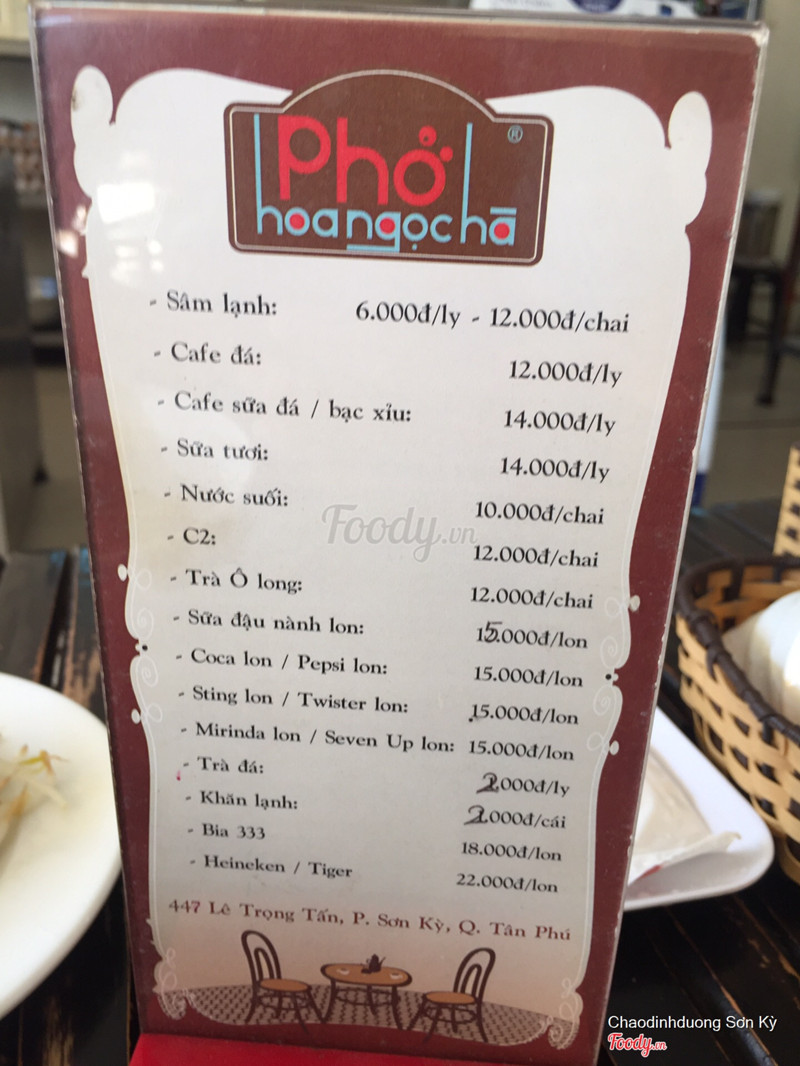 Phở ®
hoa ngọc hà
- Sâm lạnh: 6.000đ/ly - 12.000đ/chai
- Cafe đá: 12.000đ/ly
- Cafe sữa đá / bạc xỉu: 14.000đ/ly
- Sữa tươi: 14.000đ/ly
- Nước suối: 10.000đ/chai
- C2: 12.000đ/chai
- Trà Ô long: 12.000đ/chai
- Sữa đậu nành lon: 15.000đ/lon
- Coca lon / Pepsi lon: 15.000đ/lon
- Sting lon / Twister lon: 15.000đ/lon
- Mirinda lon / Seven Up lon: 15.000đ/lon
- Trà đá: 2.000đ/ly
- Khăn lạnh: 2.000đ/cái
- Bia 333 18.000đ/lon
- Heineken / Tiger 22.000đ/lon
447 Lê Trọng Tấn, P. Sơn Kỳ, Q. Tân Phú
Foody.vn
Chaodinhduong Sơn Kỳ
Foody.vn